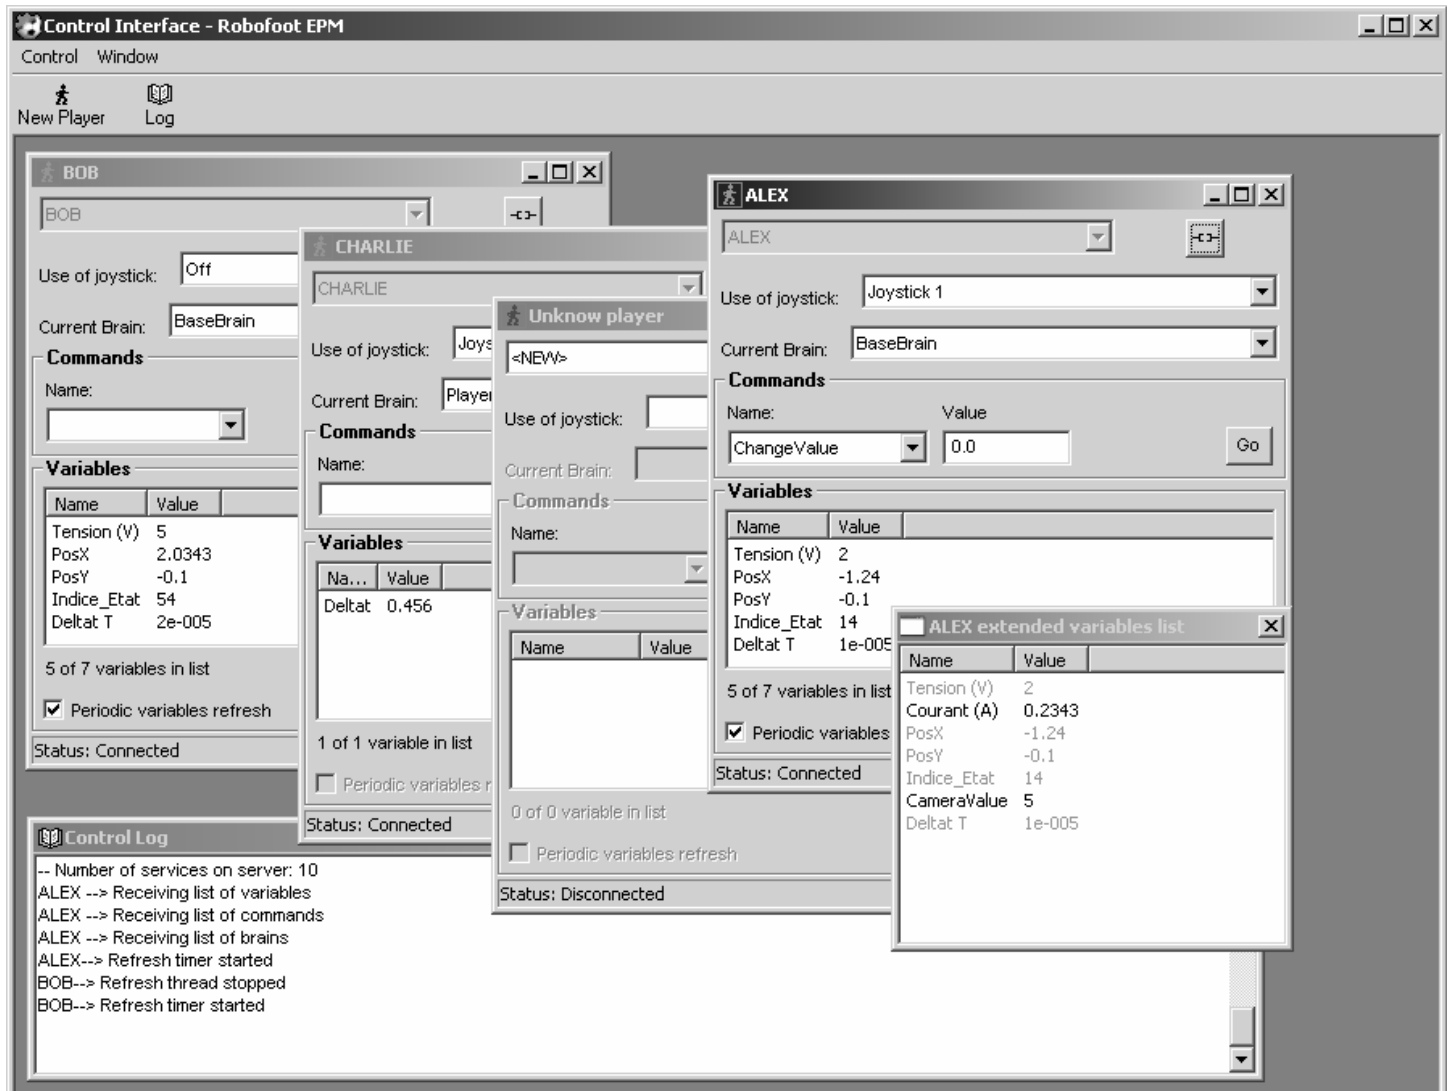 Control Interface - Robofoot EPM
Control Window
New Player Log
BOB
BOB
Use of joystick: Off
Current Brain: BaseBrain
Commands
Name:
Variables
Name Value
Tension (V) 5
PosX 2.0343
PosY -0.1
Indice_Etat 54
Deltat T 2e-005
5 of 7 variables in list
Periodic variables refresh
Status: Connected
CHARLIE
CHARLIE
Use of joystick: Joys
Current Brain: Player
Commands
Name:
Variables
Na... Value
Deltat 0.456
1 of 1 variable in list
Periodic variables r
Status: Connected
Unknow player
<NEW>
Use of joystick:
Current Brain:
Commands
Name:
Variables
Name Value
0 of 0 variable in list
Periodic variables refresh
Status: Disconnected
ALEX
ALEX
Use of joystick: Joystick 1
Current Brain: BaseBrain
Commands
Name: Value
ChangeValue 0.0 Go
Variables
Name Value
Tension (V) 2
PosX -1.24
PosY -0.1
Indice_Etat 14
Deltat T 1e-005
5 of 7 variables in list
Periodic variables
Status: Connected
ALEX extended variables list
Name Value
Tension (V) 2
Courant (A) 0.2343
PosX -1.24
PosY -0.1
Indice_Etat 14
CameraValue 5
Deltat T 1e-005
Control Log
-- Number of services on server: 10
ALEX --> Receiving list of variables
ALEX --> Receiving list of commands
ALEX --> Receiving list of brains
ALEX--> Refresh timer started
BOB--> Refresh thread stopped
BOB--> Refresh timer started